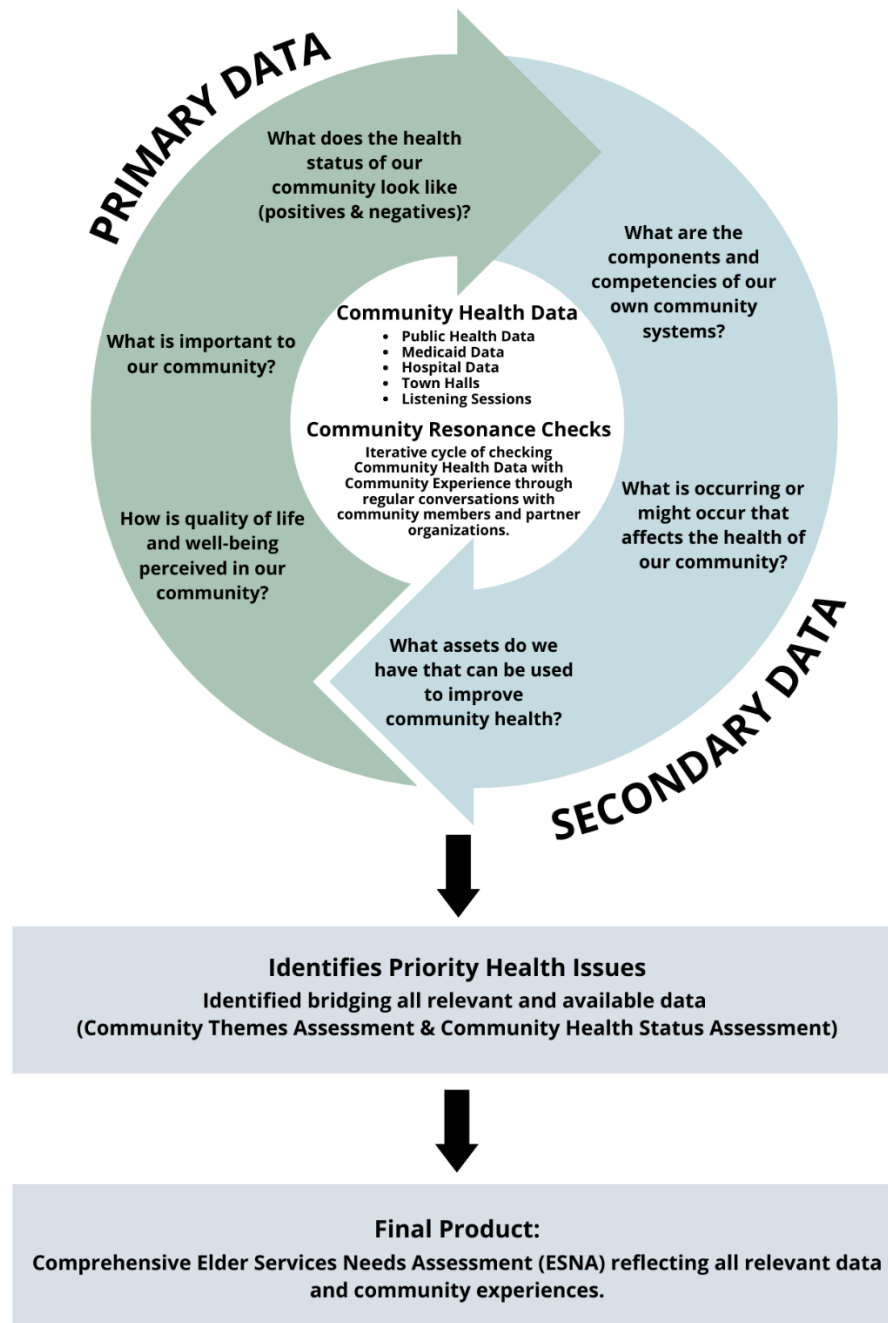 PRIMARY DATA
What does the health
status of our
community look like
(positives & negatives)?
What is important to
our community?
How is quality of life
and well-being
perceived in our
community?
Community Health Data
• Public Health Data
• Medicaid Data
• Hospital Data
• Town Halls
• Listening Sessions
Community Resonance Checks
Iterative cycle of checking
Community Health Data with
Community Experience through
regular conversations with
community members and partner
organizations.
What are the
components and
competencies of our
own community
systems?
What is occurring or
might occur that
affects the health of
our community?
What assets do we
have that can be used
to improve
community health?
SECONDARY DATA
Identifies Priority Health Issues
Identified bridging all relevant and available data
(Community Themes Assessment & Community Health Status Assessment)
Final Product:
Comprehensive Elder Services Needs Assessment (ESNA) reflecting all relevant data
and community experiences.